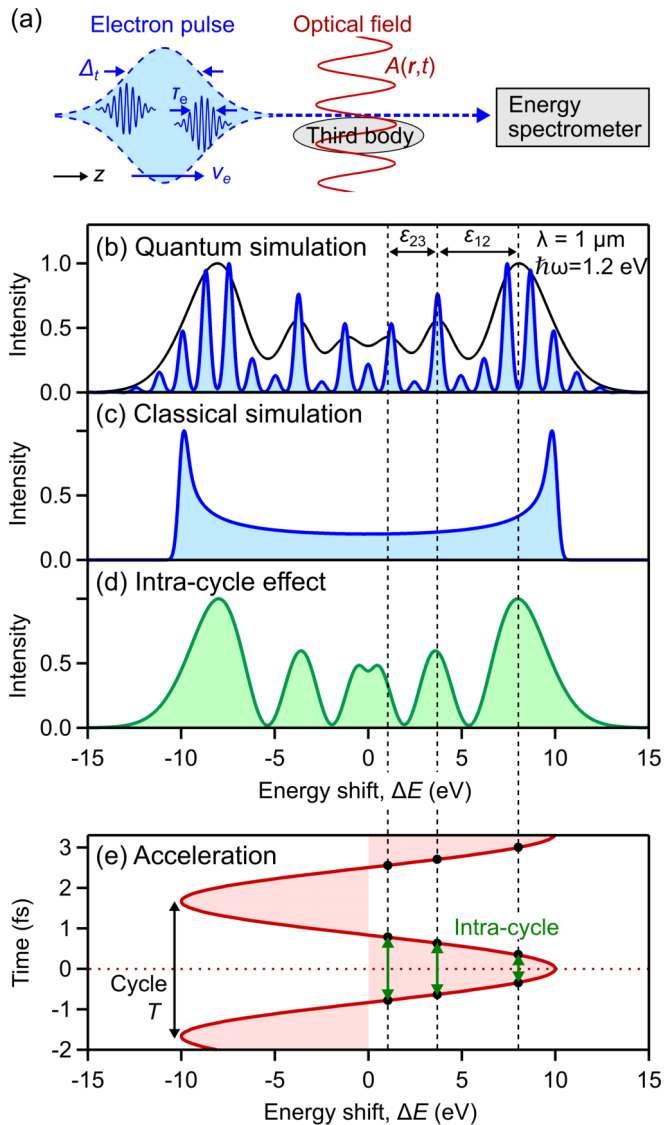 (a)
Electron pulse
Optical field
Δt
τe
A(r,t)
Third body
Energy
spectrometer
z
ve
(b) Quantum simulation
ε23
ε12
λ = 1 μm
ℏω=1.2 eV
Intensity
1.0
0.5
0.0
(c) Classical simulation
Intensity
0.5
0.0
(d) Intra-cycle effect
Intensity
0.5
0.0
-15 -10 -5 0 5 10 15
Energy shift, ΔE (eV)
(e) Acceleration
Time (fs)
3
2
1
0
-1
-2
Intra-cycle
Cycle
T
-15 -10 -5 0 5 10 15
Energy shift, ΔE (eV)